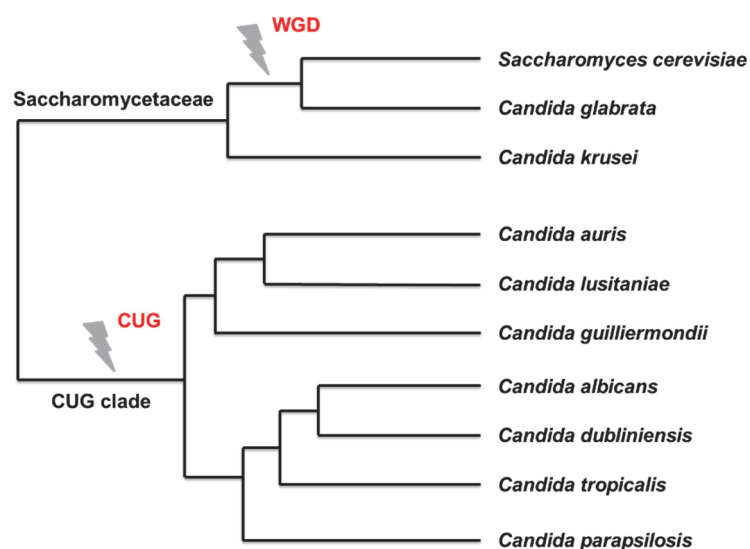 WGD
Saccharomyces cerevisiae
Saccharomycetaceae
Candida glabrata
Candida krusei
Candida auris
Candida lusitaniae
CUG
Candida guilliermondii
CUG clade
Candida albicans
Candida dubliniensis
Candida tropicalis
Candida parapsilosis